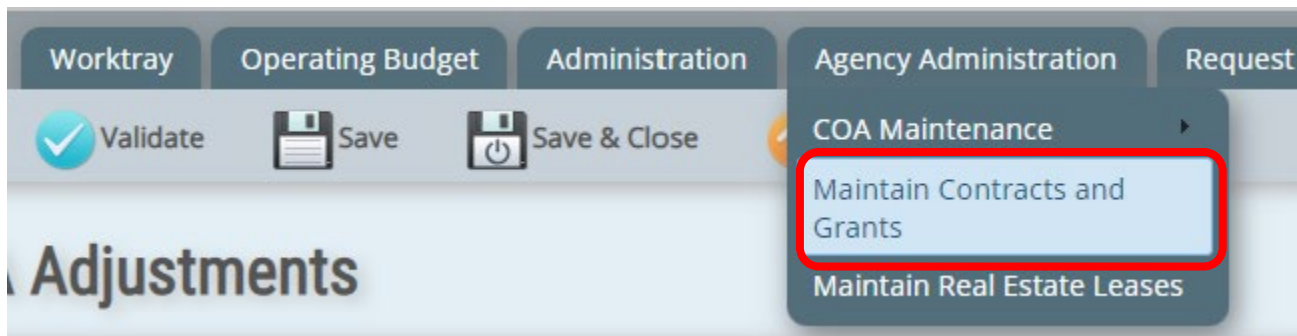 Worktray Operating Budget Administration Agency Administration Request
Validate Save Save & Close COA Maintenance
Maintain Contracts and
Grants
Adjustments
Maintain Real Estate Leases